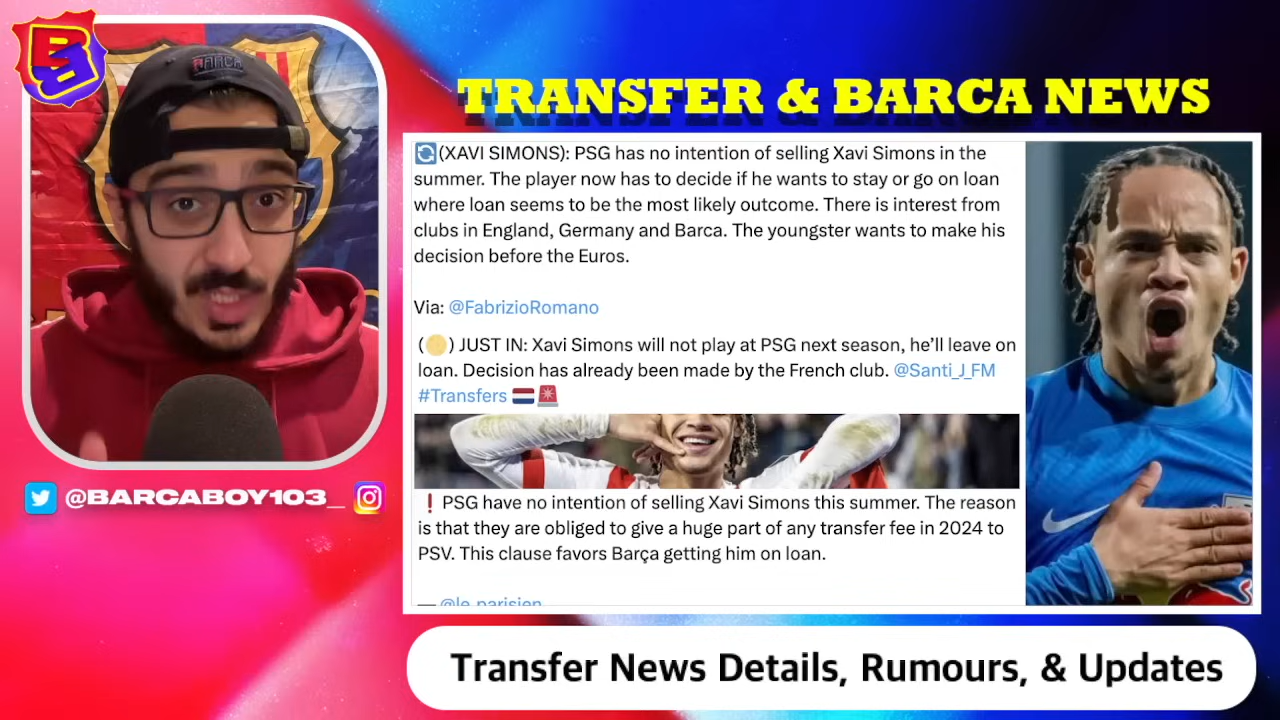 BARCA
TRANSFER & BARCA NEWS
(XAVI SIMONS): PSG has no intention of selling Xavi Simons in the
summer. The player now has to decide if he wants to stay or go on loan
where loan seems to be the most likely outcome. There is interest from
clubs in England, Germany and Barca. The youngster wants to make his
decision before the Euros.
Via: @FabrizioRomano
(🌕) JUST IN: Xavi Simons will not play at PSG next season, he’ll leave on
loan. Decision has already been made by the French club. @Santi_J_FM
#Transfers 🇳🇱🚨
❗ PSG have no intention of selling Xavi Simons this summer. The reason
is that they are obliged to give a huge part of any transfer fee in 2024 to
PSV. This clause favors Barça getting him on loan.
— @le_parisien
@BARCABOY103_
Transfer News Details, Rumours, & Updates